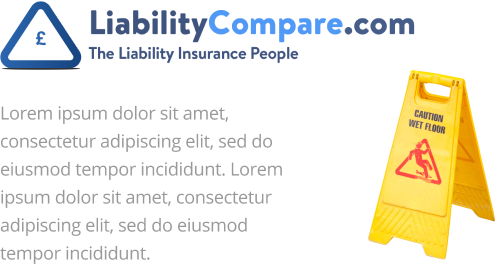 £
LiabilityCompare.com
The Liability Insurance People
Lorem ipsum dolor sit amet,
consectetur adipiscing elit, sed do
eiusmod tempor incididunt. Lorem
ipsum dolor sit amet, consectetur
adipiscing elit, sed do eiusmod
tempor incididunt.
CAUTION
WET FLOOR